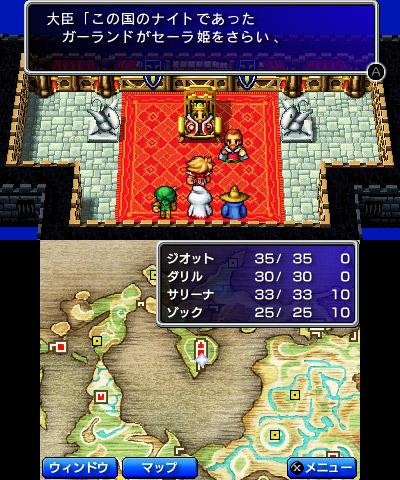 大臣「この国のナイトであった
ガーランドがセーラ姫をさらい、
Ⓐ
ジオット 35/ 35 0
ダリル 30/ 30 0
サリーナ 33/ 33 10
ゾック 25/ 25 10
ウィンドウ
マップ
Ⓧメニュー